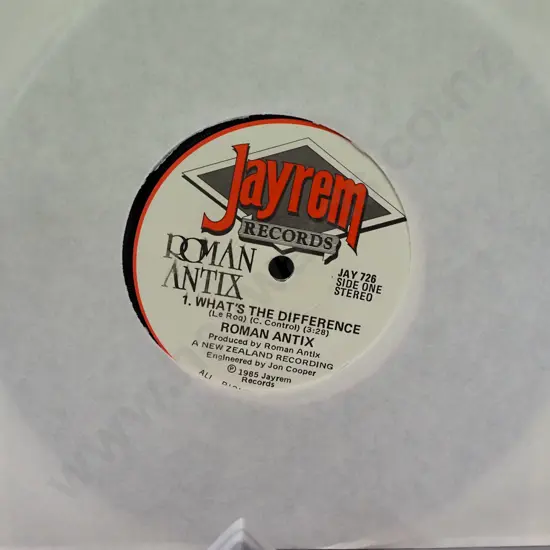 Jayrem
RECORDS
ROMAN
ANTIX
JAY 726
SIDE ONE
STEREO
1. WHAT'S THE DIFFERENCE
(Le Roq) (C. Control) (3:28)
ROMAN ANTIX
Produced by Roman Antix
A NEW ZEALAND RECORDING
Engineered by Jon Cooper
℗ 1985 Jayrem
Records
ALL